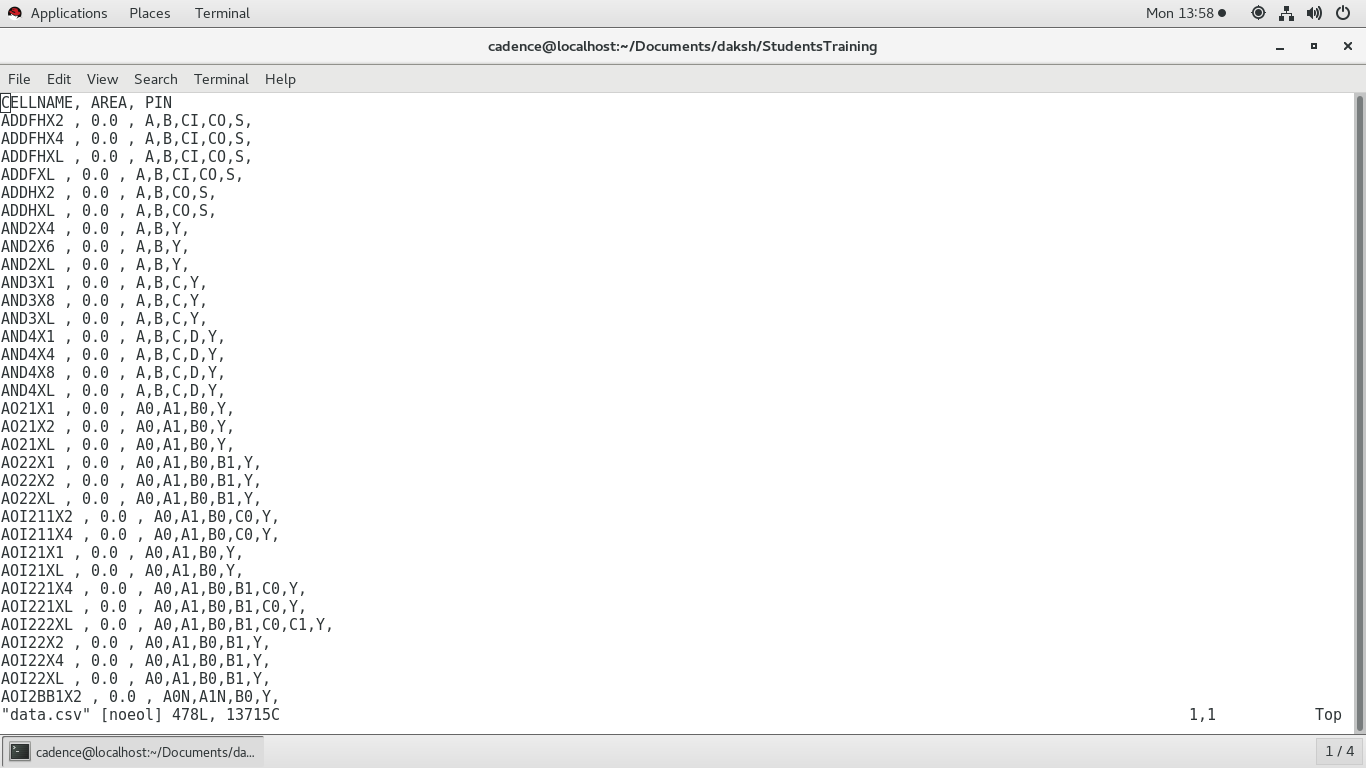 Applications Places Terminal Mon 13:58
cadence@localhost:~/Documents/daksh/StudentsTraining
File Edit View Search Terminal Help
CELLNAME, AREA, PIN
ADDFHX2 , 0.0 , A,B,CI,CO,S,
ADDFHX4 , 0.0 , A,B,CI,CO,S,
ADDFHXL , 0.0 , A,B,CI,CO,S,
ADDFXL , 0.0 , A,B,CI,CO,S,
ADDHX2 , 0.0 , A,B,CO,S,
ADDHXL , 0.0 , A,B,CO,S,
AND2X4 , 0.0 , A,B,Y,
AND2X6 , 0.0 , A,B,Y,
AND2XL , 0.0 , A,B,Y,
AND3X1 , 0.0 , A,B,C,Y,
AND3X8 , 0.0 , A,B,C,Y,
AND3XL , 0.0 , A,B,C,Y,
AND4X1 , 0.0 , A,B,C,D,Y,
AND4X4 , 0.0 , A,B,C,D,Y,
AND4X8 , 0.0 , A,B,C,D,Y,
AND4XL , 0.0 , A,B,C,D,Y,
AO21X1 , 0.0 , A0,A1,B0,Y,
AO21X2 , 0.0 , A0,A1,B0,Y,
AO21XL , 0.0 , A0,A1,B0,Y,
AO22X1 , 0.0 , A0,A1,B0,B1,Y,
AO22X2 , 0.0 , A0,A1,B0,B1,Y,
AO22XL , 0.0 , A0,A1,B0,B1,Y,
AOI211X2 , 0.0 , A0,A1,B0,C0,Y,
AOI211X4 , 0.0 , A0,A1,B0,C0,Y,
AOI21X1 , 0.0 , A0,A1,B0,Y,
AOI21XL , 0.0 , A0,A1,B0,Y,
AOI221X4 , 0.0 , A0,A1,B0,B1,C0,Y,
AOI221XL , 0.0 , A0,A1,B0,B1,C0,Y,
AOI222XL , 0.0 , A0,A1,B0,B1,C0,C1,Y,
AOI22X2 , 0.0 , A0,A1,B0,B1,Y,
AOI22X4 , 0.0 , A0,A1,B0,B1,Y,
AOI22XL , 0.0 , A0,A1,B0,B1,Y,
AOI2BB1X2 , 0.0 , A0N,A1N,B0,Y,
"data.csv" [noeol] 478L, 13715C 1,1 Top
cadence@localhost:~/Documents/da... 1 / 4